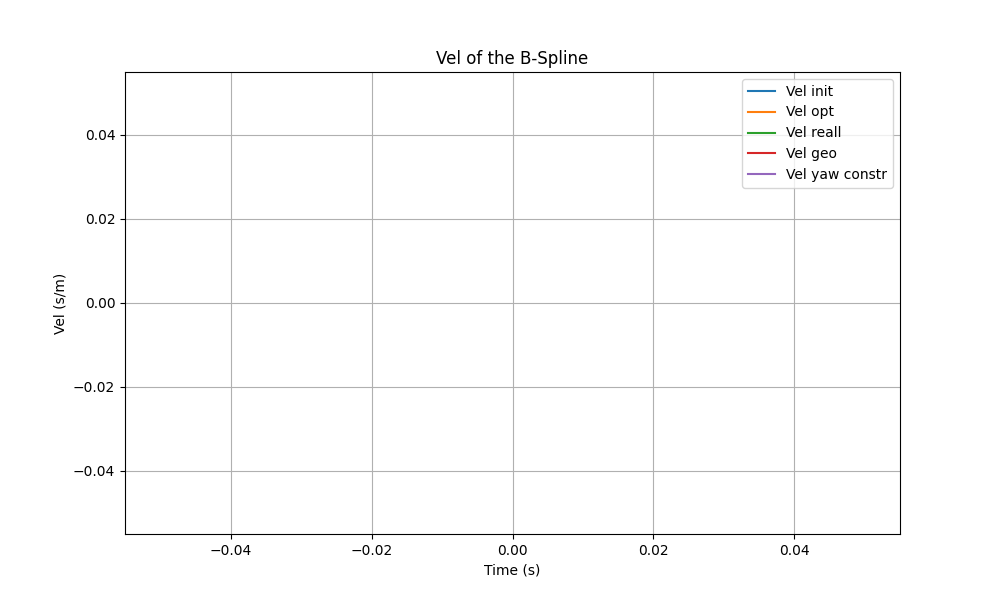 Vel of the B-Spline
Vel init
Vel opt
Vel reall
Vel geo
Vel yaw constr
0.04
0.02
0.00
−0.02
−0.04
Vel (s/m)
−0.04
−0.02
0.00
0.02
0.04
Time (s)